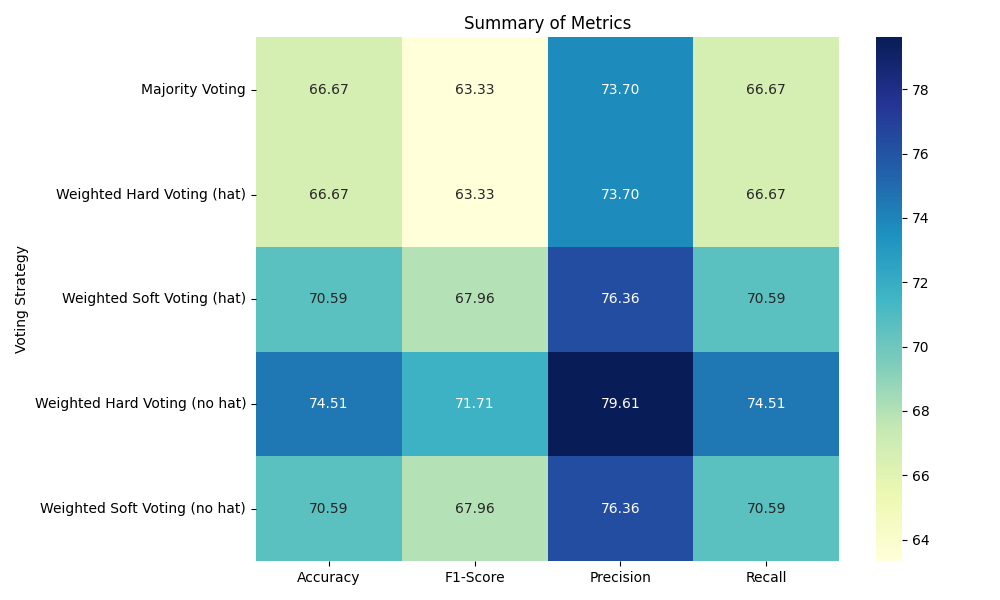 Summary of Metrics
Voting Strategy
Majority Voting 66.67 63.33 73.70 66.67
Weighted Hard Voting (hat) 66.67 63.33 73.70 66.67
Weighted Soft Voting (hat) 70.59 67.96 76.36 70.59
Weighted Hard Voting (no hat) 74.51 71.71 79.61 74.51
Weighted Soft Voting (no hat) 70.59 67.96 76.36 70.59
Accuracy F1-Score Precision Recall
78
76
74
72
70
68
66
64